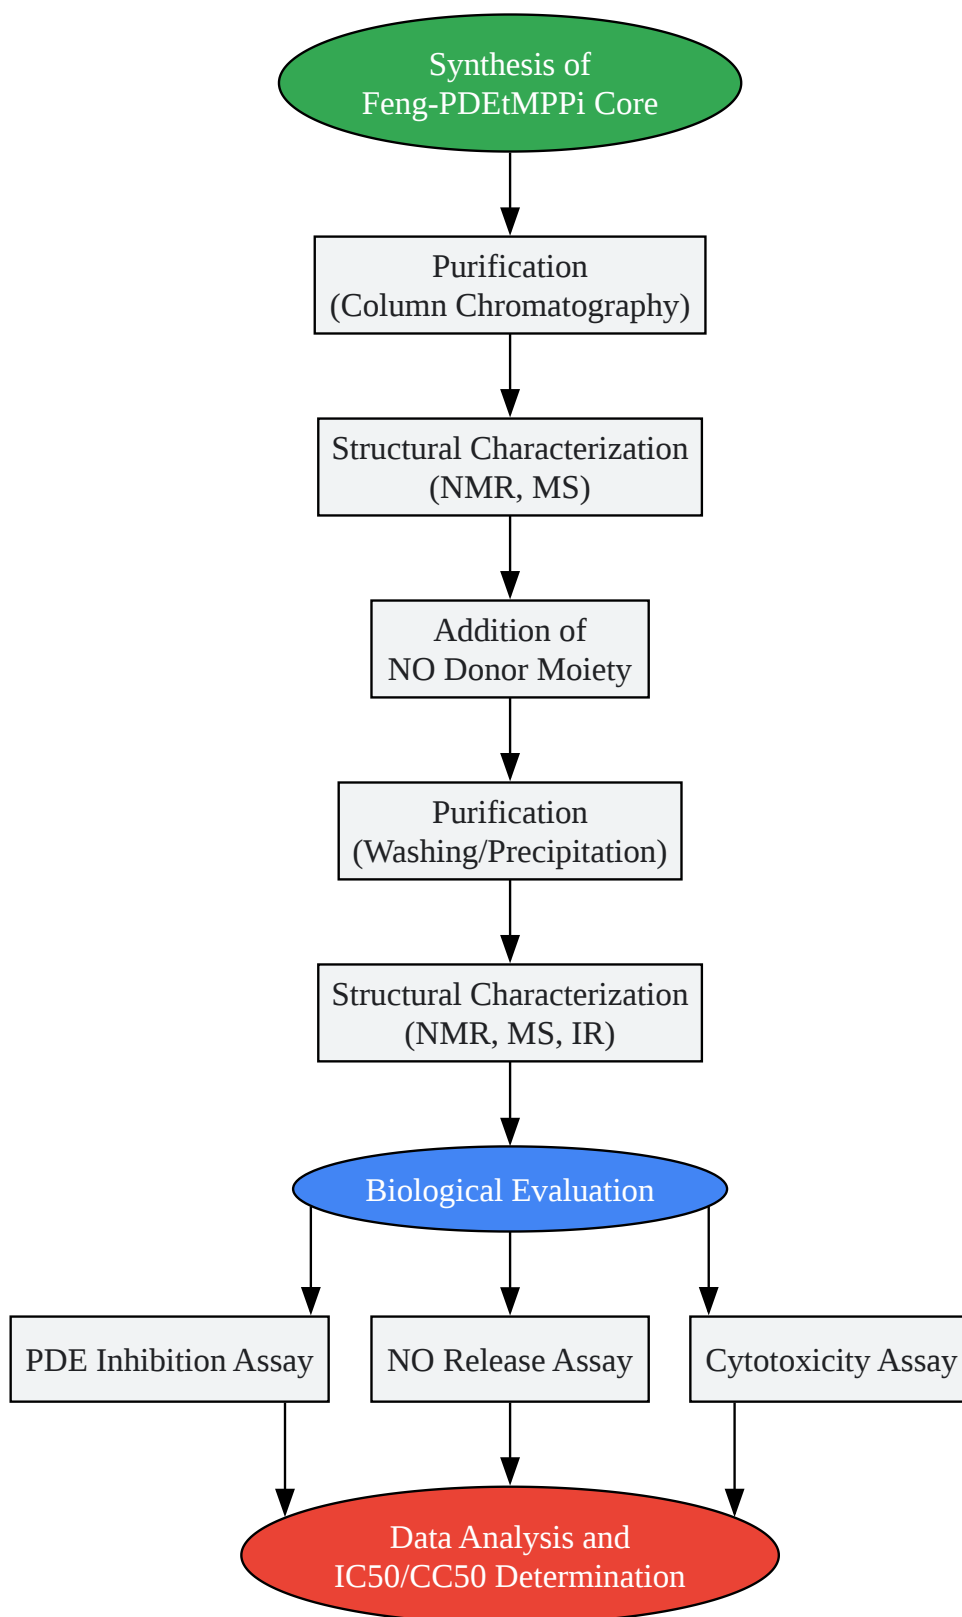 Synthesis of
Feng-PDEtMPPi Core
Purification
(Column Chromatography)
Structural Characterization
(NMR, MS)
Addition of
NO Donor Moiety
Purification
(Washing/Precipitation)
Structural Characterization
(NMR, MS, IR)
Biological Evaluation
PDE Inhibition Assay
NO Release Assay
Cytotoxicity Assay
Data Analysis and
IC50/CC50 Determination